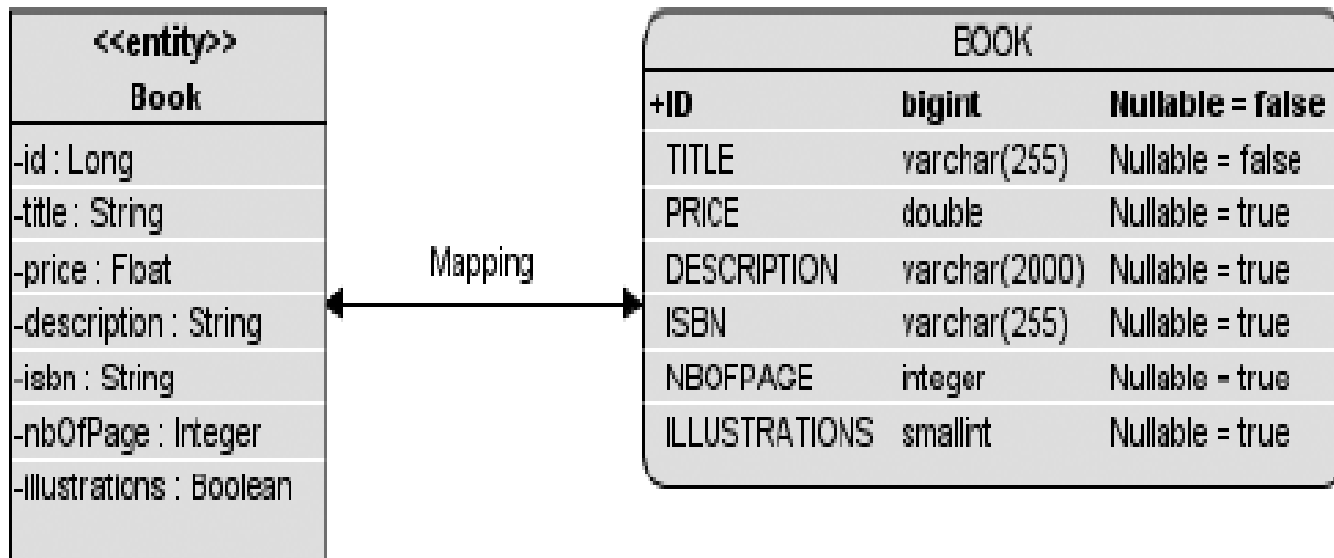 <<entity>>
Book
-id : Long
-title : String
-price : Float
-description : String
-isbn : String
-nbOfPage : Integer
-illustrations : Boolean
Mapping
BOOK
+ID bigint Nullable = false
TITLE varchar(255) Nullable = false
PRICE double Nullable = true
DESCRIPTION varchar(2000) Nullable = true
ISBN varchar(255) Nullable = true
NBOFPAGE integer Nullable = true
ILLUSTRATIONS smallint Nullable = true